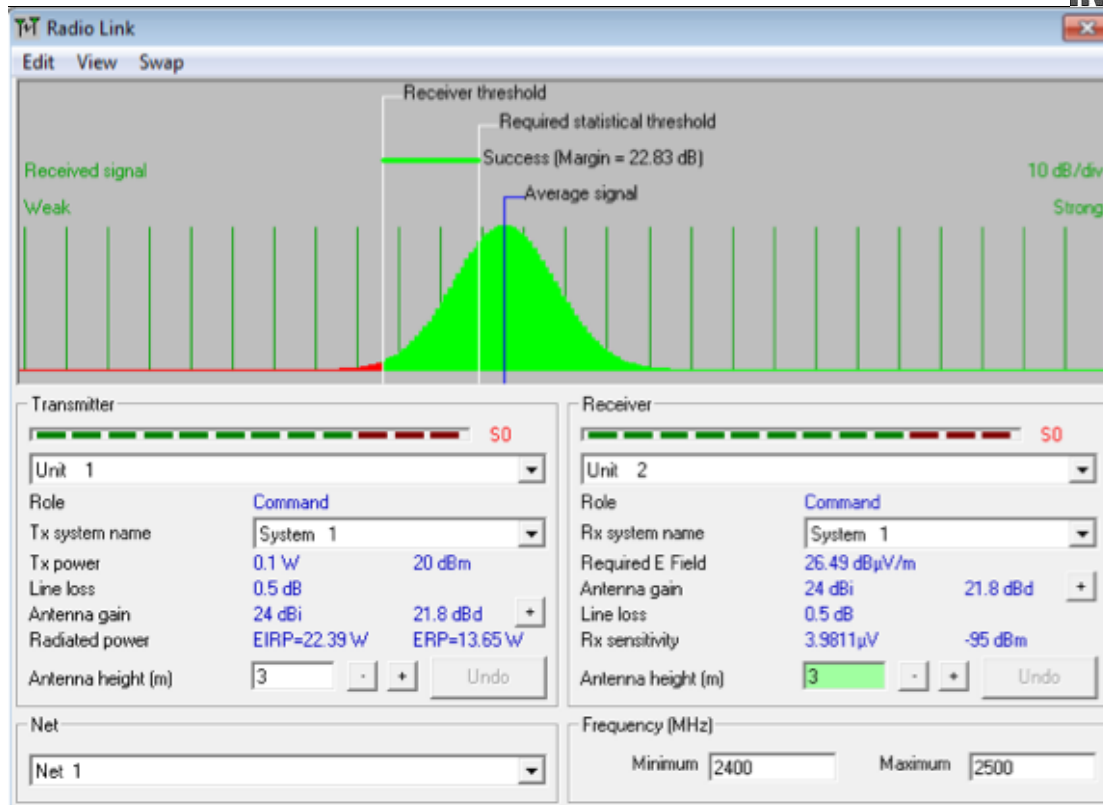 Radio Link
Edit View Swap
Receiver threshold
Required statistical threshold
Success (Margin = 22.83 dB)
Received signal 10 dB/div
Average signal
Weak Strong
Transmitter
S0
Unit 1
Role Command
Tx system name System 1
Tx power 0.1 W 20 dBm
Line loss 0.5 dB
Antenna gain 24 dBi 21.8 dBd +
Radiated power EIRP=22.39 W ERP=13.65 W
Antenna height (m) 3 - + Undo
Receiver
S0
Unit 2
Role Command
Rx system name System 1
Required E Field 26.49 dBµV/m
Antenna gain 24 dBi 21.8 dBd +
Line loss 0.5 dB
Rx sensitivity 3.9811µV -95 dBm
Antenna height (m) 3 - + Undo
Net
Net 1
Frequency (MHz)
Minimum 2400 Maximum 2500